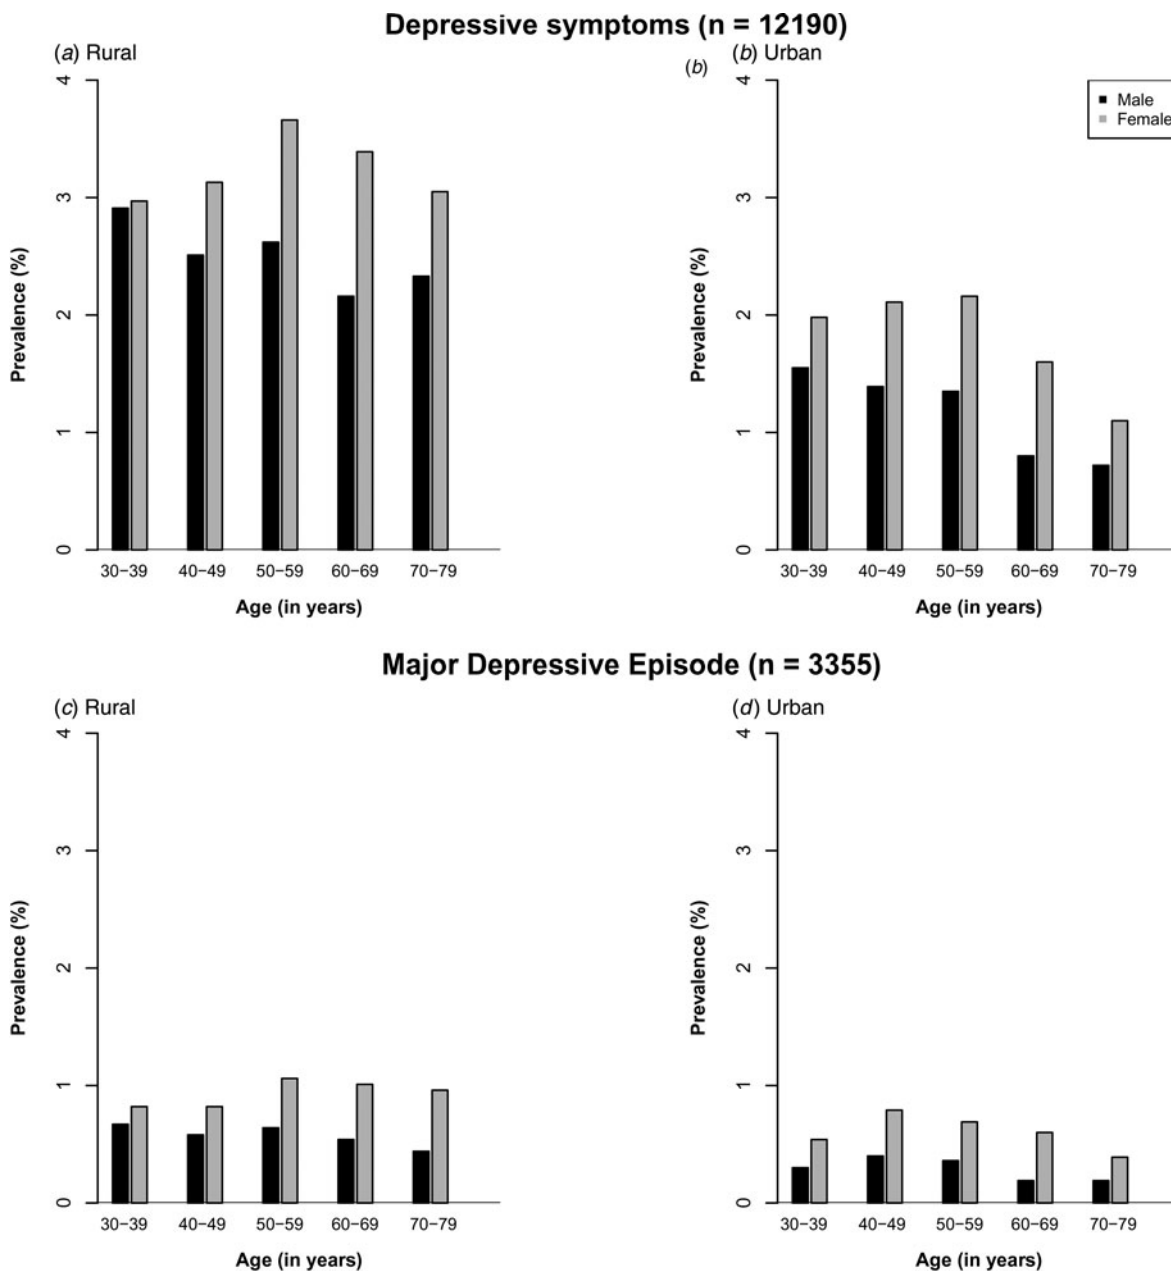 Depressive symptoms (n = 12190)
(a) Rural
(b)
(b) Urban
Male
Female
4
3
2
1
0
Prevalence (%)
30−39 40−49 50−59 60−69 70−79
Age (in years)
4
3
2
1
0
Prevalence (%)
30−39 40−49 50−59 60−69 70−79
Age (in years)
Major Depressive Episode (n = 3355)
(c) Rural
4
3
2
1
0
Prevalence (%)
30−39 40−49 50−59 60−69 70−79
Age (in years)
(d) Urban
4
3
2
1
0
Prevalence (%)
30−39 40−49 50−59 60−69 70−79
Age (in years)